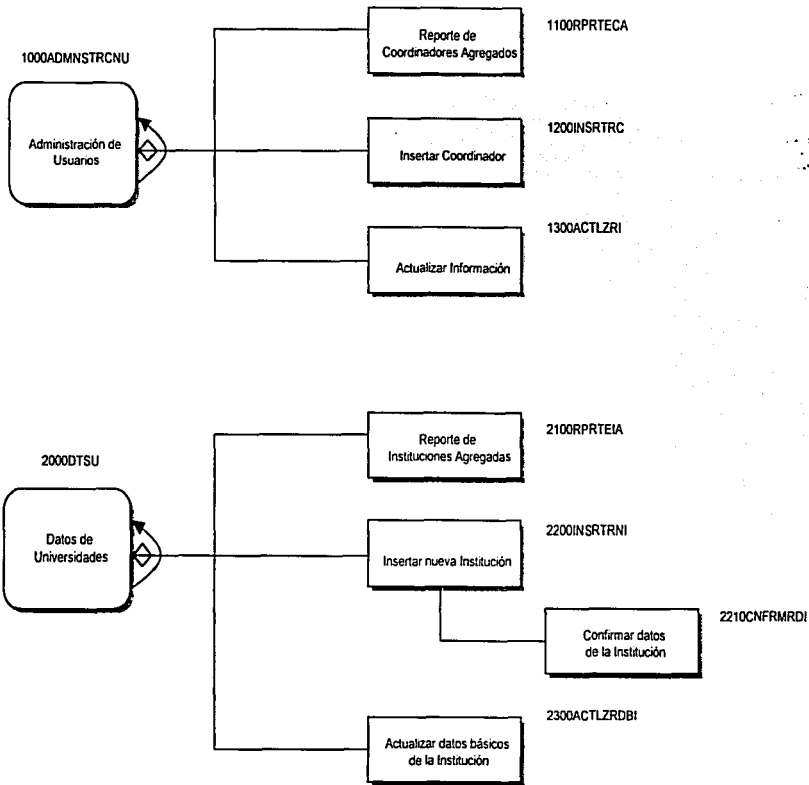 Reporte de
Coordinadores Agregados
1100RPRTECA
1000ADMNSTRCNU
Administración de
Usuarios
Insertar Coordinador
1200INSRTRC
Actualizar Información
1300ACTLZRI
Reporte de
Instituciones Agregadas
2100RPRTEIA
2000DTSU
Datos de
Universidades
Insertar nueva Institución
2200INSRTRNI
Confirmar datos
de la Institución
2210CNFRMRDI
Actualizar datos básicos
de la Institución
2300ACTLZRDBI